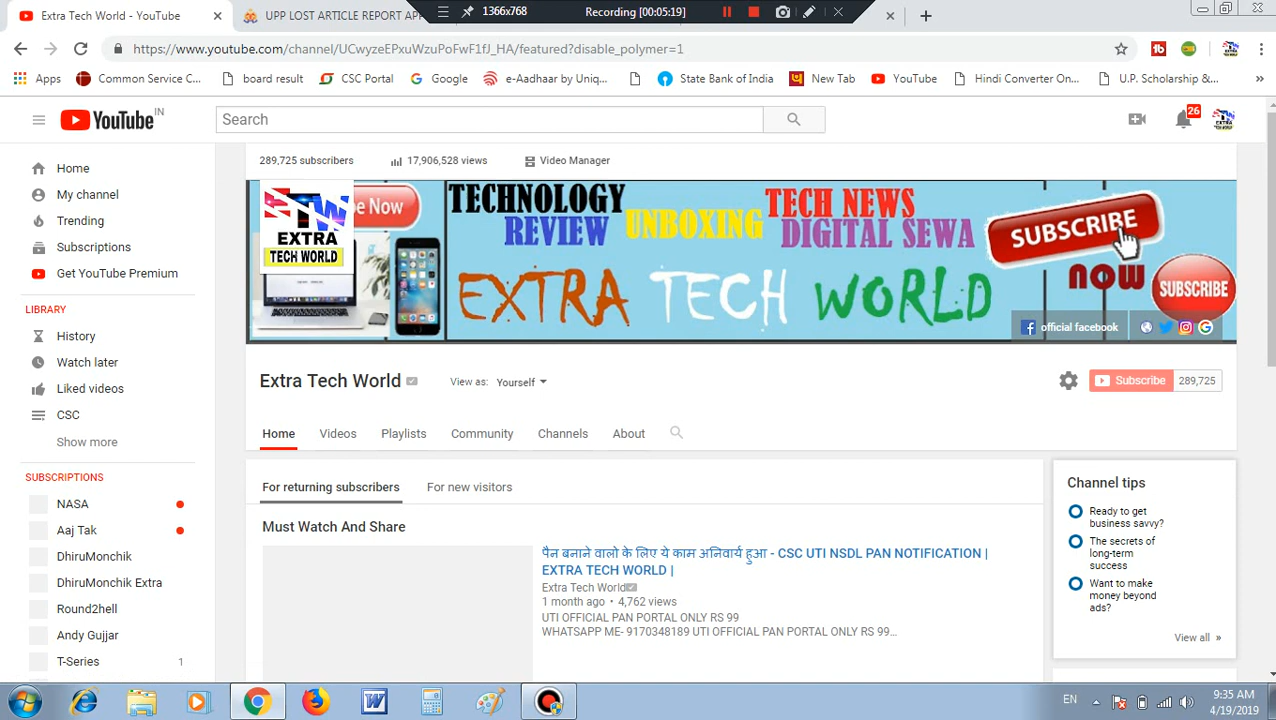 Extra Tech World - YouTube
UPP LOST ARTICLE REPORT APP
1366x768
Recording [00:05:19]
https://www.youtube.com/channel/UCwyzeEPxuWzuPoFwF1fJ_HA/featured?disable_polymer=1
Apps
Common Service C...
board result
CSC Portal
Google
e-Aadhaar by Uniq...
State Bank of India
New Tab
YouTube
Hindi Converter On...
U.P. Scholarship &...
»
YouTube IN
Search
26
Home
My channel
Trending
Subscriptions
Get YouTube Premium
LIBRARY
History
Watch later
Liked videos
CSC
Show more
SUBSCRIPTIONS
NASA
Aaj Tak
DhiruMonchik
DhiruMonchik Extra
Round2hell
Andy Gujjar
T-Series 1
289,725 subscribers
17,906,528 views
Video Manager
ETW
EXTRA
TECH WORLD
be Now
TECHNOLOGY
REVIEW
UNBOXING
TECH NEWS
DIGITAL SEWA
EXTRA TECH WORLD
SUBSCRIBE
NOW
SUBSCRIBE
official facebook
Extra Tech World
View as: Yourself
Subscribe 289,725
Home
Videos
Playlists
Community
Channels
About
For returning subscribers
For new visitors
Must Watch And Share
पैन बनाने वालो के लिए ये काम अनिवार्य हुआ - CSC UTI NSDL PAN NOTIFICATION |
EXTRA TECH WORLD |
Extra Tech World
1 month ago • 4,762 views
UTI OFFICIAL PAN PORTAL ONLY RS 99
WHATSAPP ME- 9170348189 UTI OFFICIAL PAN PORTAL ONLY RS 99...
Channel tips
Ready to get
business savvy?
The secrets of
long-term
success
Want to make
money beyond
ads?
View all »
EN
9:35 AM
4/19/2019